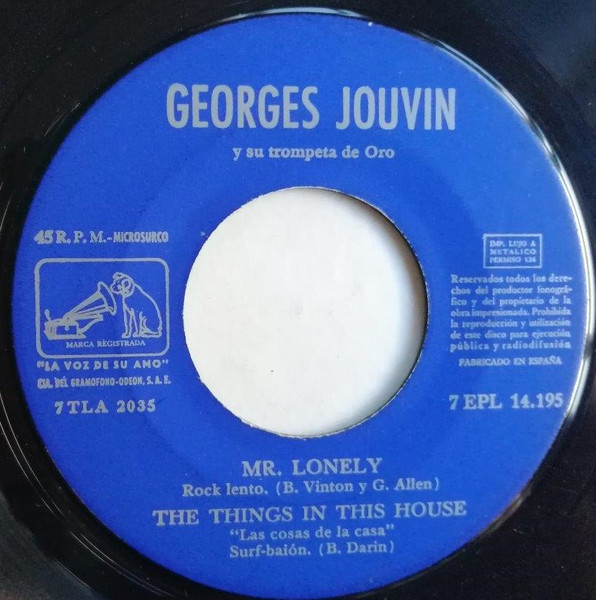 GEORGES JOUVIN
y su trompeta de Oro
45 R. P. M.-MICROSURCO
MARCA REGISTRADA
"LA VOZ DE SU AMO"
CIA. DEL GRAMOFONO-ODEON, S. A. E.
7TLA 2035
IMP. LUJO A
METALICO
PERMISO 126
Reservados todos los dere-
chos del productor fonográ-
fico y del propietario de la
obra impresionada. Prohibida
la reproducción y utilización
de este disco para ejecución
pública y radiodifusión
FABRICADO EN ESPAÑA
7 EPL 14.195
MR. LONELY
Rock lento. (B. Vinton y G. Allen)
THE THINGS IN THIS HOUSE
"Las cosas de la casa"
Surf-baión. (B. Darin)